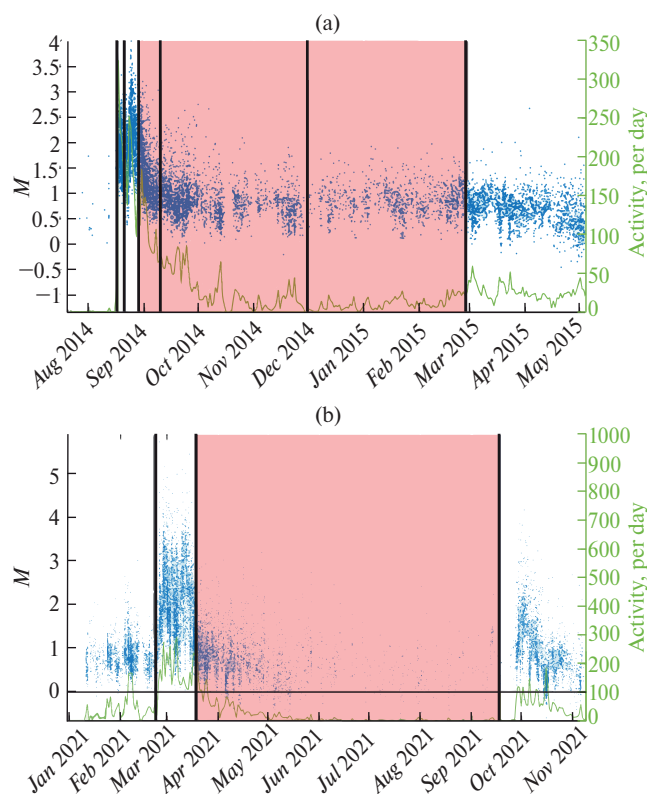 (a)
4
3.5
3
2.5
2
1.5
1
0.5
0
−0.5
−1
M
350
300
250
200
150
100
50
0
Activity, per day
Aug 2014
Sep 2014
Oct 2014
Nov 2014
Dec 2014
Jan 2015
Feb 2015
Mar 2015
Apr 2015
May 2015
(b)
5
4
3
2
1
0
M
1000
900
800
700
600
500
400
300
200
100
0
Activity, per day
Jan 2021
Feb 2021
Mar 2021
Apr 2021
May 2021
Jun 2021
Jul 2021
Aug 2021
Sep 2021
Oct 2021
Nov 2021